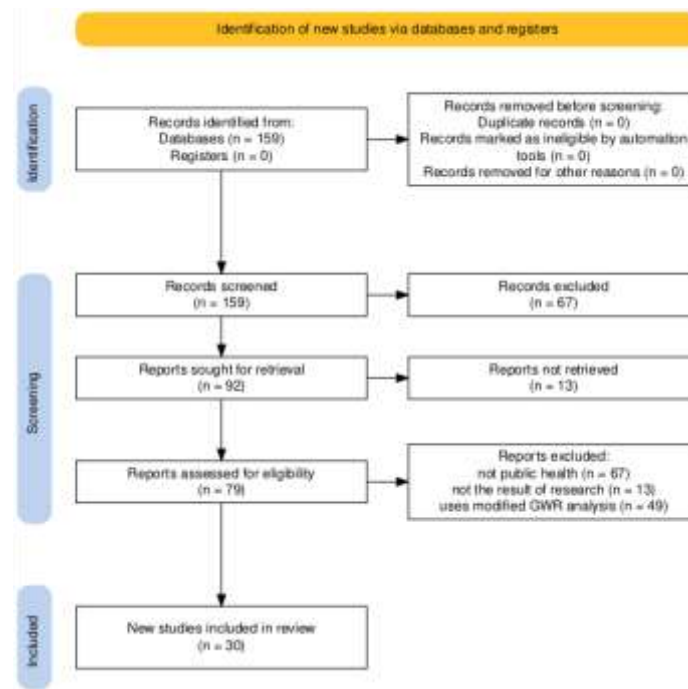 Identification of new studies via databases and registers
Identification
Records identified from:
Databases (n = 159)
Registers (n = 0)
Records removed before screening:
Duplicate records (n = 0)
Records marked as ineligible by automation
tools (n = 0)
Records removed for other reasons (n = 0)
Screening
Records screened
(n = 159)
Records excluded
(n = 67)
Reports sought for retrieval
(n = 92)
Reports not retrieved
(n = 13)
Reports assessed for eligibility
(n = 79)
Reports excluded:
not public health (n = 67)
not the result of research (n = 13)
uses modified GWR analysis (n = 49)
Included
New studies included in review
(n = 30)